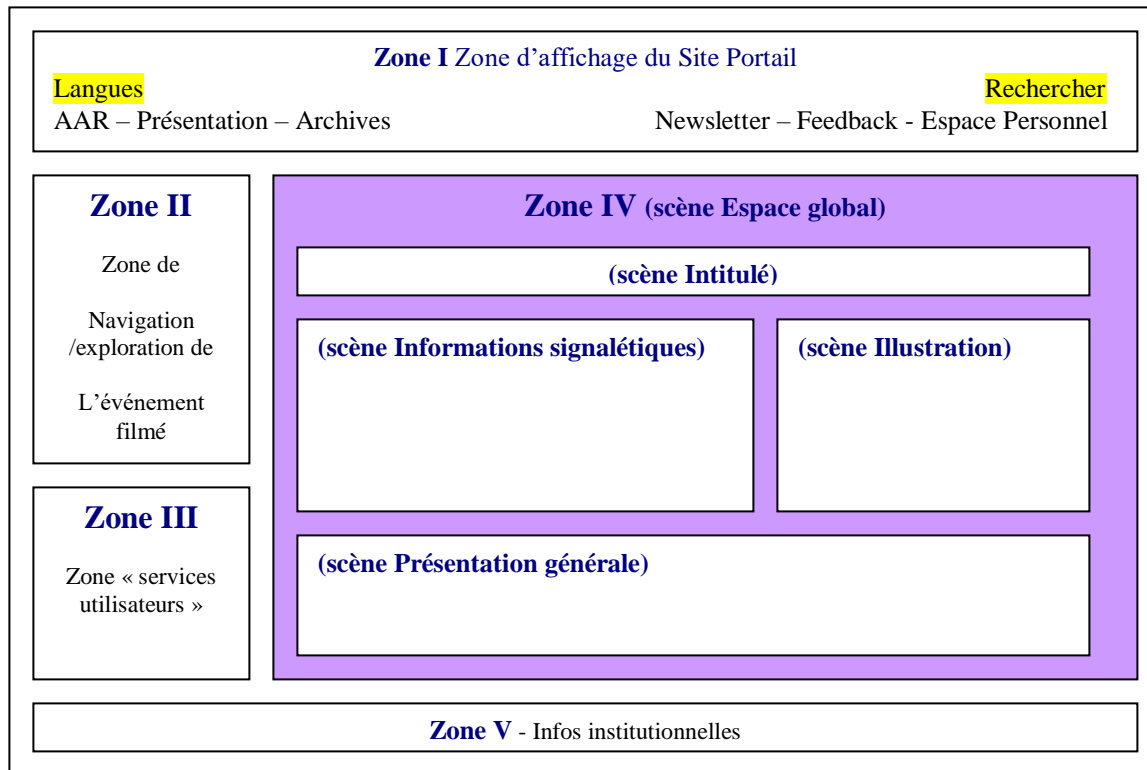 Zone I Zone d'affichage du Site Portail
Langues
Rechercher
AAR – Présentation – Archives
Newsletter – Feedback - Espace Personnel
Zone II
Zone de
Navigation
/exploration de
L'événement
filmé
Zone III
Zone « services
utilisateurs »
Zone IV (scène Espace global)
(scène Intitulé)
(scène Informations signalétiques)
(scène Illustration)
(scène Présentation générale)
Zone V - Infos institutionnelles